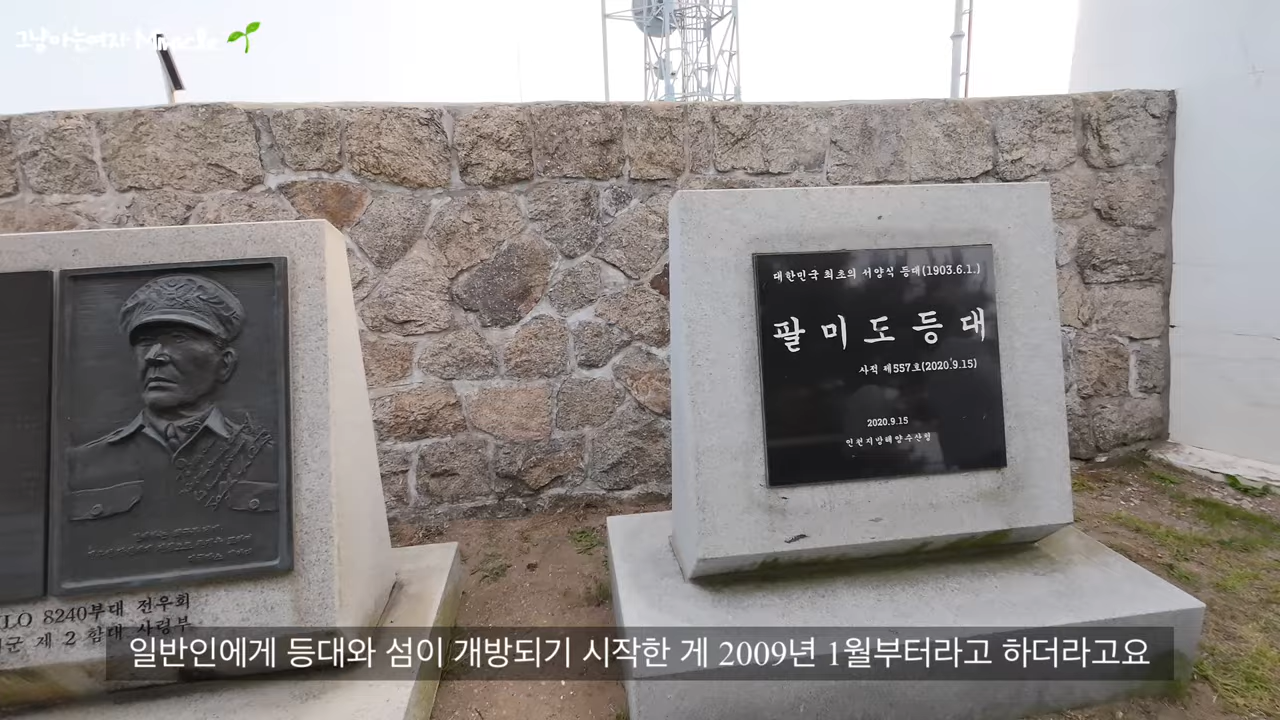 그날아는여자 Miracle
대한민국 최초의 서양식 등대(1903.6.1.)
팔미도등대
사적 제557호(2020.9.15)
2020.9.15
인천지방해양수산청
KLO 8240부대 전우회
해군 제 2 함대 사령부
일반인에게 등대와 섬이 개방되기 시작한 게 2009년 1월부터라고 하더라고요